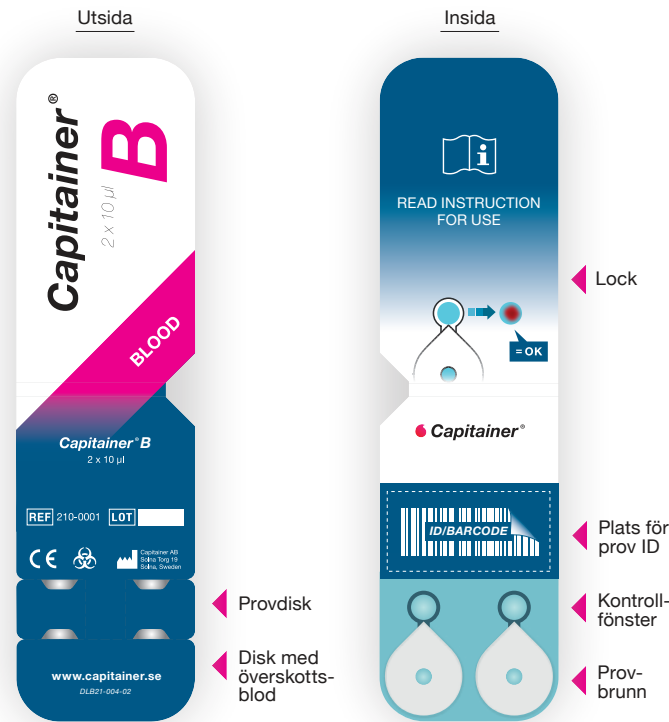 Utsida
Insida
Capitainer®
B
2 x 10 µl
BLOOD
Capitainer® B
2 x 10 µl
REF 210-0001 LOT
CE
Capitainer AB
Solna Torg 19
Solna, Sweden
www.capitainer.se
DLB21-004-02
Provdisk
Disk med
överskotts-
blod
i
READ INSTRUCTION
FOR USE
= OK
Capitainer®
ID/BARCODE
Lock
Plats för
prov ID
Kontroll-
fönster
Prov-
brunn